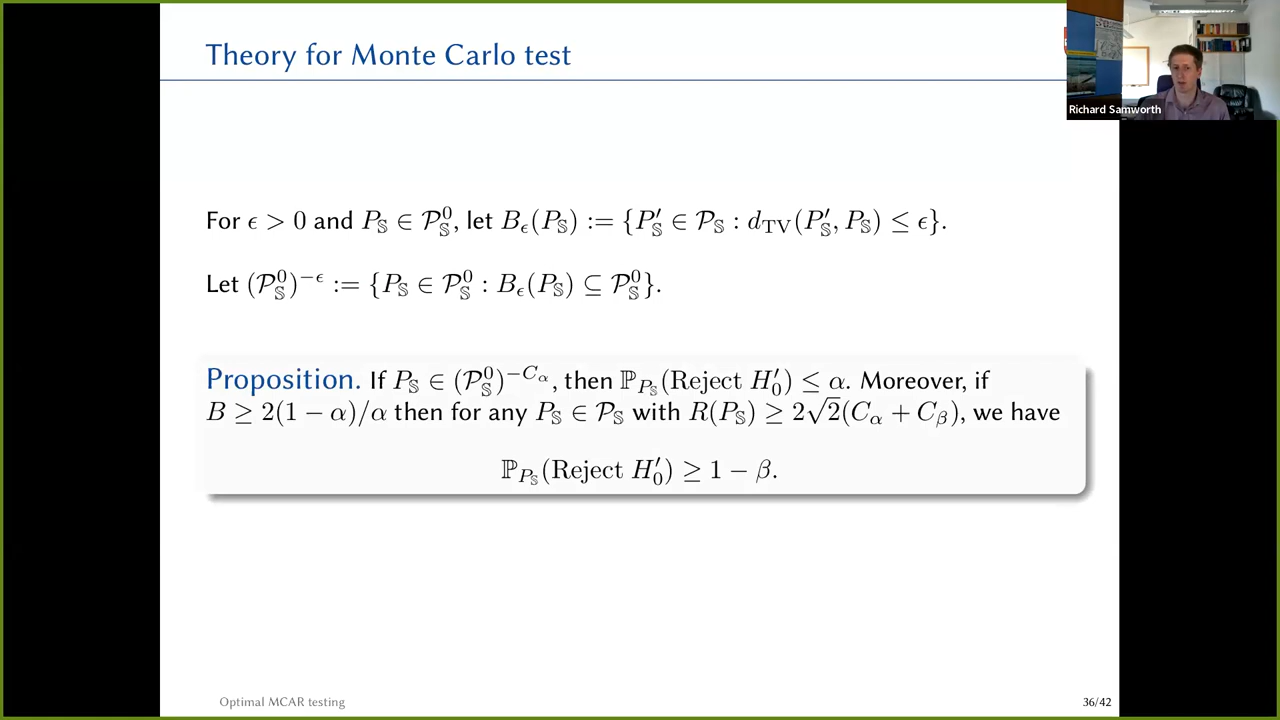 Theory for Monte Carlo test
Richard Samworth
For ϵ > 0 and P_𝕊 ∈ 𝒫_𝕊^0, let B_ϵ(P_𝕊) := {P′_𝕊 ∈ 𝒫_𝕊 : d_TV(P′_𝕊, P_𝕊) ≤ ϵ}.
Let (𝒫_𝕊^0)^{−ϵ} := {P_𝕊 ∈ 𝒫_𝕊^0 : B_ϵ(P_𝕊) ⊆ 𝒫_𝕊^0}.
Proposition. If P_𝕊 ∈ (𝒫_𝕊^0)^{−C_α}, then ℙ_{P_𝕊}(Reject H′_0) ≤ α. Moreover, if
B ≥ 2(1 − α)/α then for any P_𝕊 ∈ 𝒫_𝕊 with R(P_𝕊) ≥ 2√2(C_α + C_β), we have
ℙ_{P_𝕊}(Reject H′_0) ≥ 1 − β.
Optimal MCAR testing
36/42